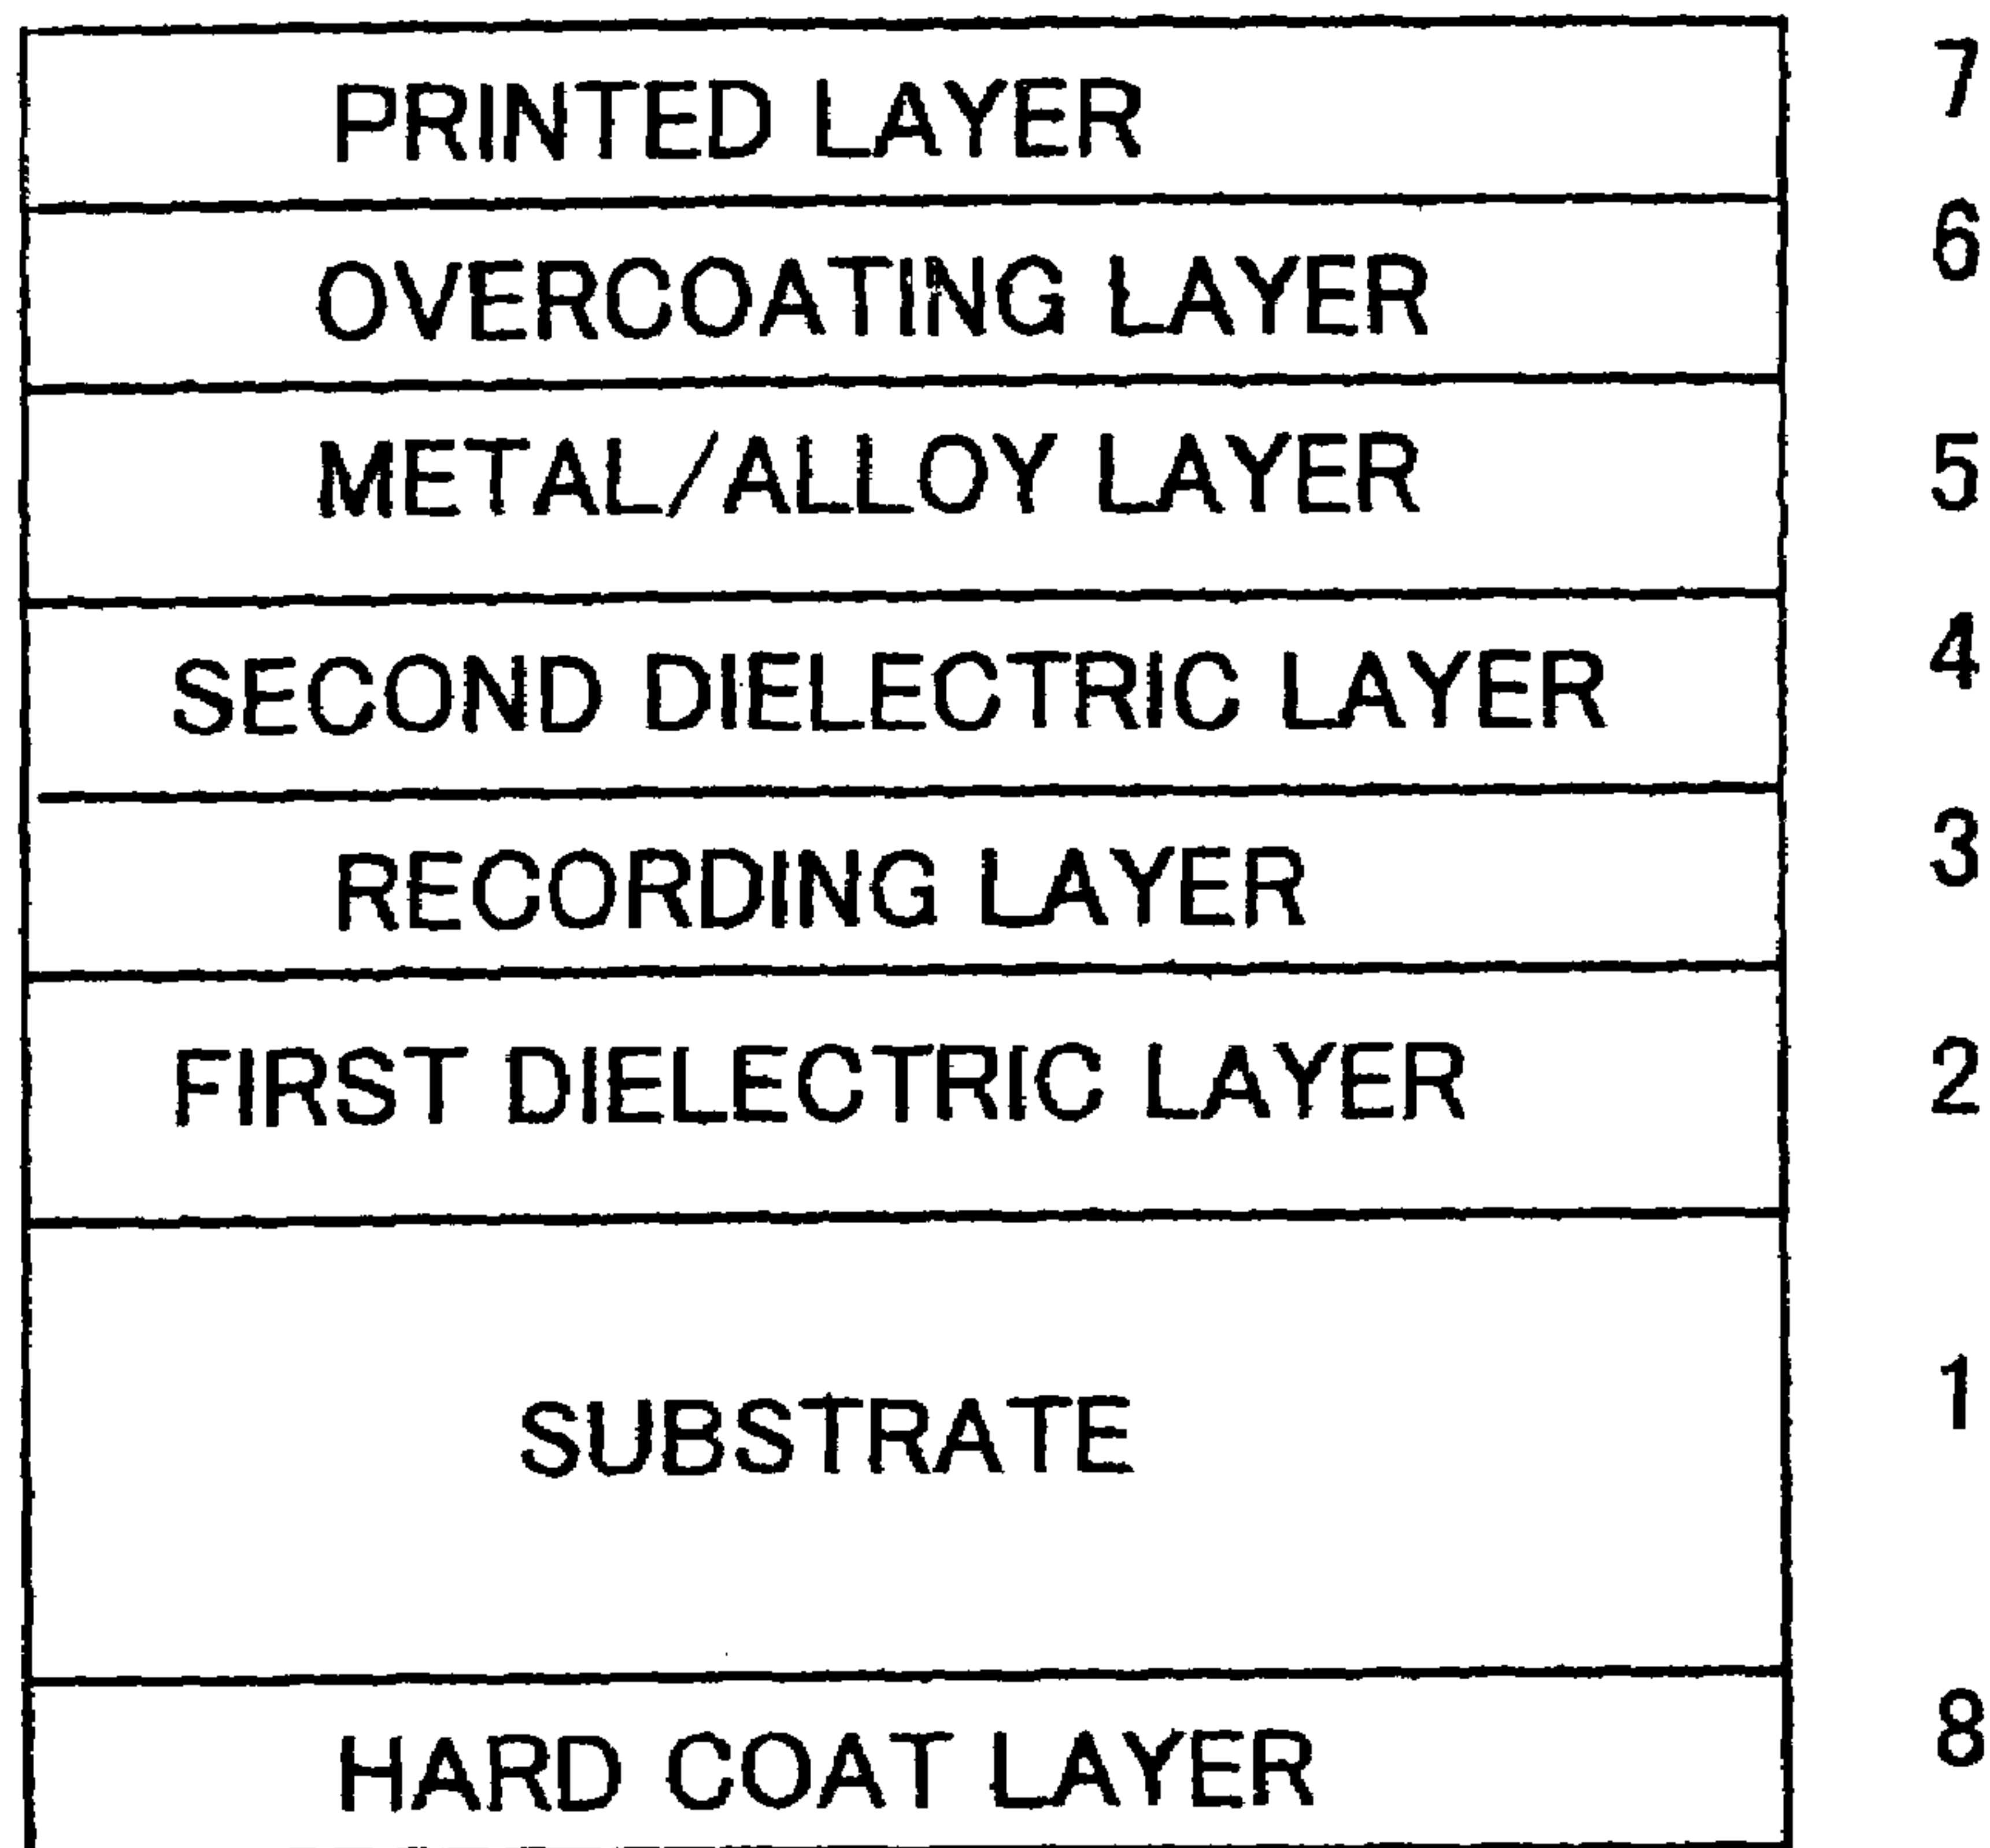 PRINTED LAYER 7
OVERCOATING LAYER 6
METAL/ALLOY LAYER 5
SECOND DIELECTRIC LAYER 4
RECORDING LAYER 3
FIRST DIELECTRIC LAYER 2
SUBSTRATE 1
HARD COAT LAYER 8